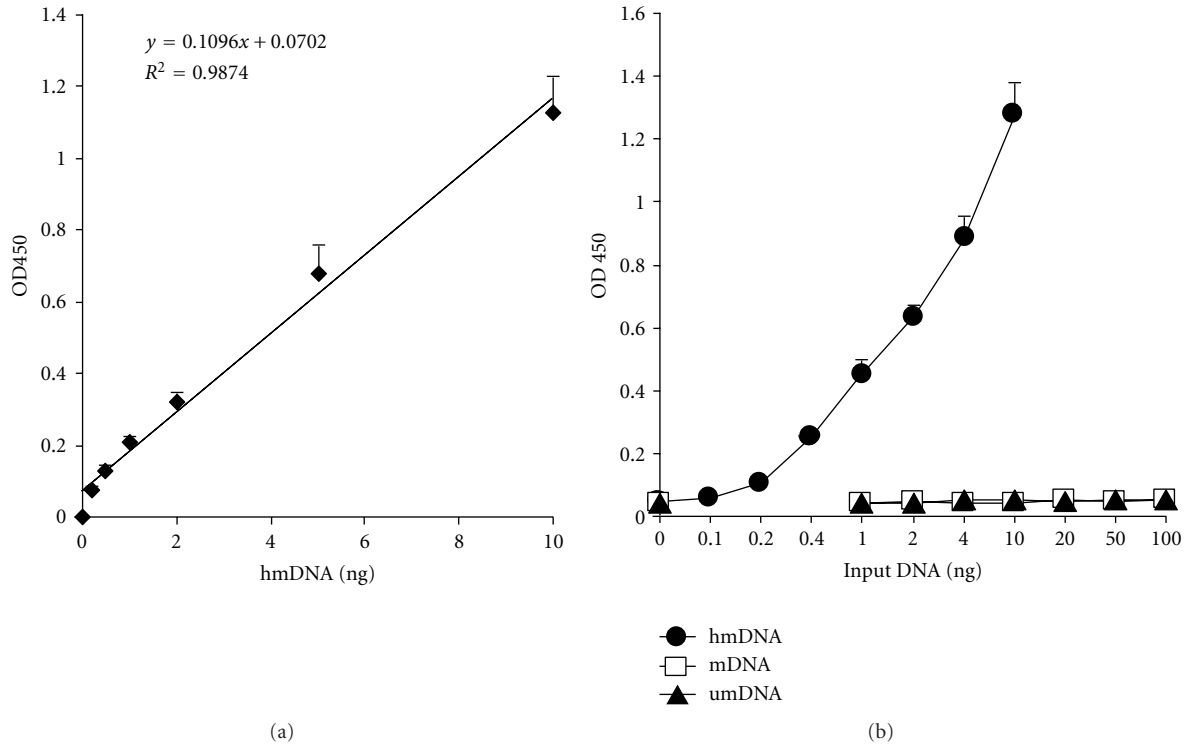 y = 0.1096x + 0.0702
R² = 0.9874
1.4
1.2
1
0.8
0.6
0.4
0.2
0
OD450
0 2 4 6 8 10
hmDNA (ng)
(a)
1.6
1.4
1.2
1
0.8
0.6
0.4
0.2
0
OD 450
0 0.1 0.2 0.4 1 2 4 10 20 50 100
Input DNA (ng)
hmDNA
mDNA
umDNA
(b)